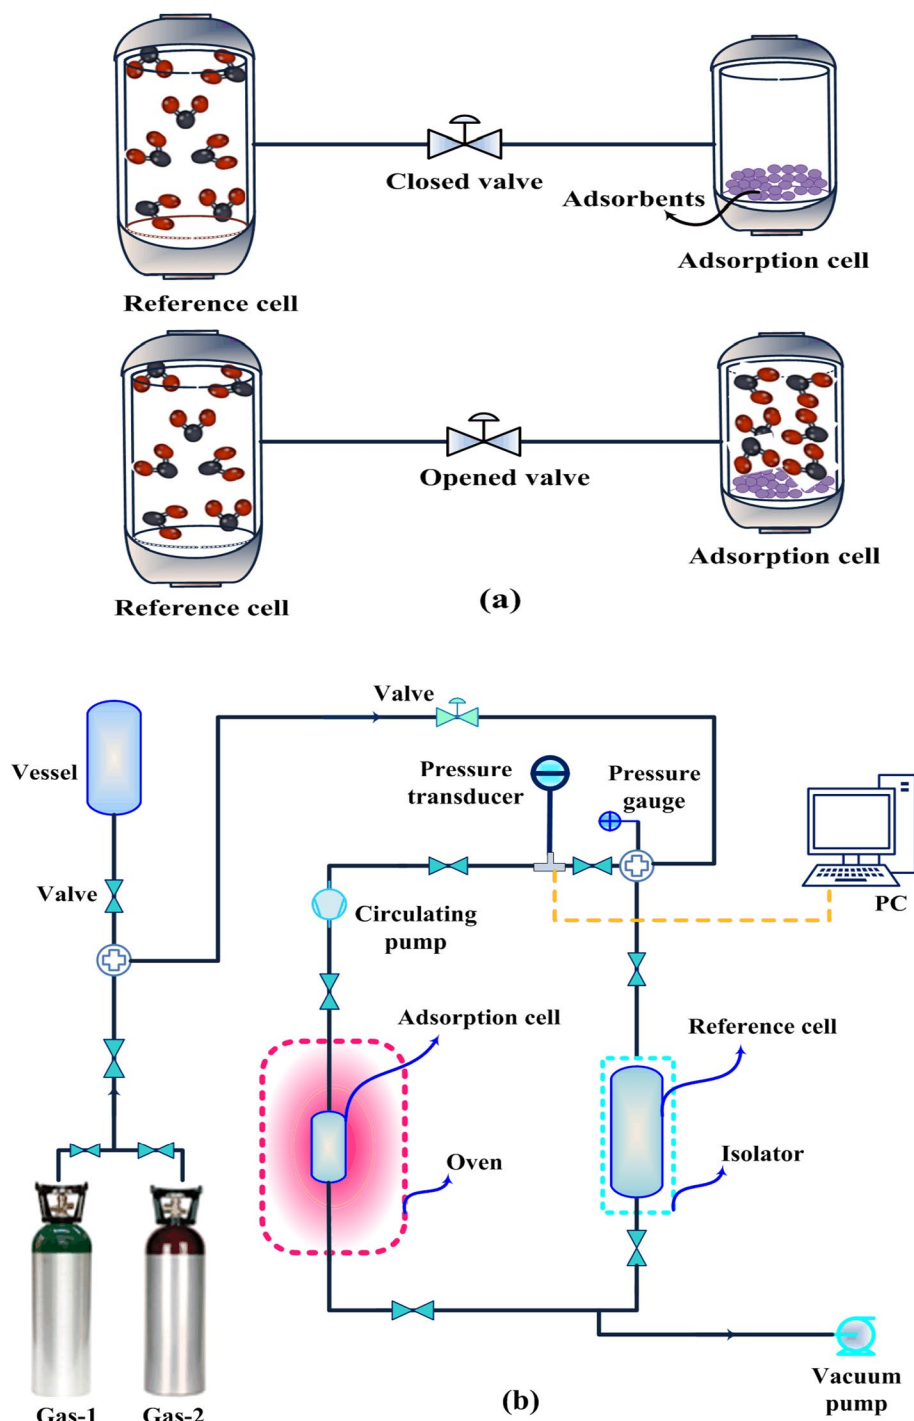 Closed valve
Adsorbents
Adsorption cell
Reference cell
Opened valve
Adsorption cell
Reference cell
(a)
Valve
Vessel
Pressure
transducer
Pressure
gauge
Valve
Circulating
pump
PC
Adsorption cell
Reference cell
Oven
Isolator
Vacuum
pump
Gas-1
Gas-2
(b)